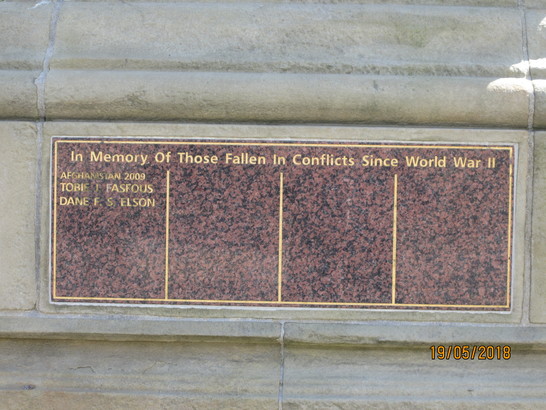 In Memory Of Those Fallen In Conflicts Since World War II
AFGHANISTAN 2009
TOBIE J. FASFOUS
DANE F. S. ELSON
19/05/2018